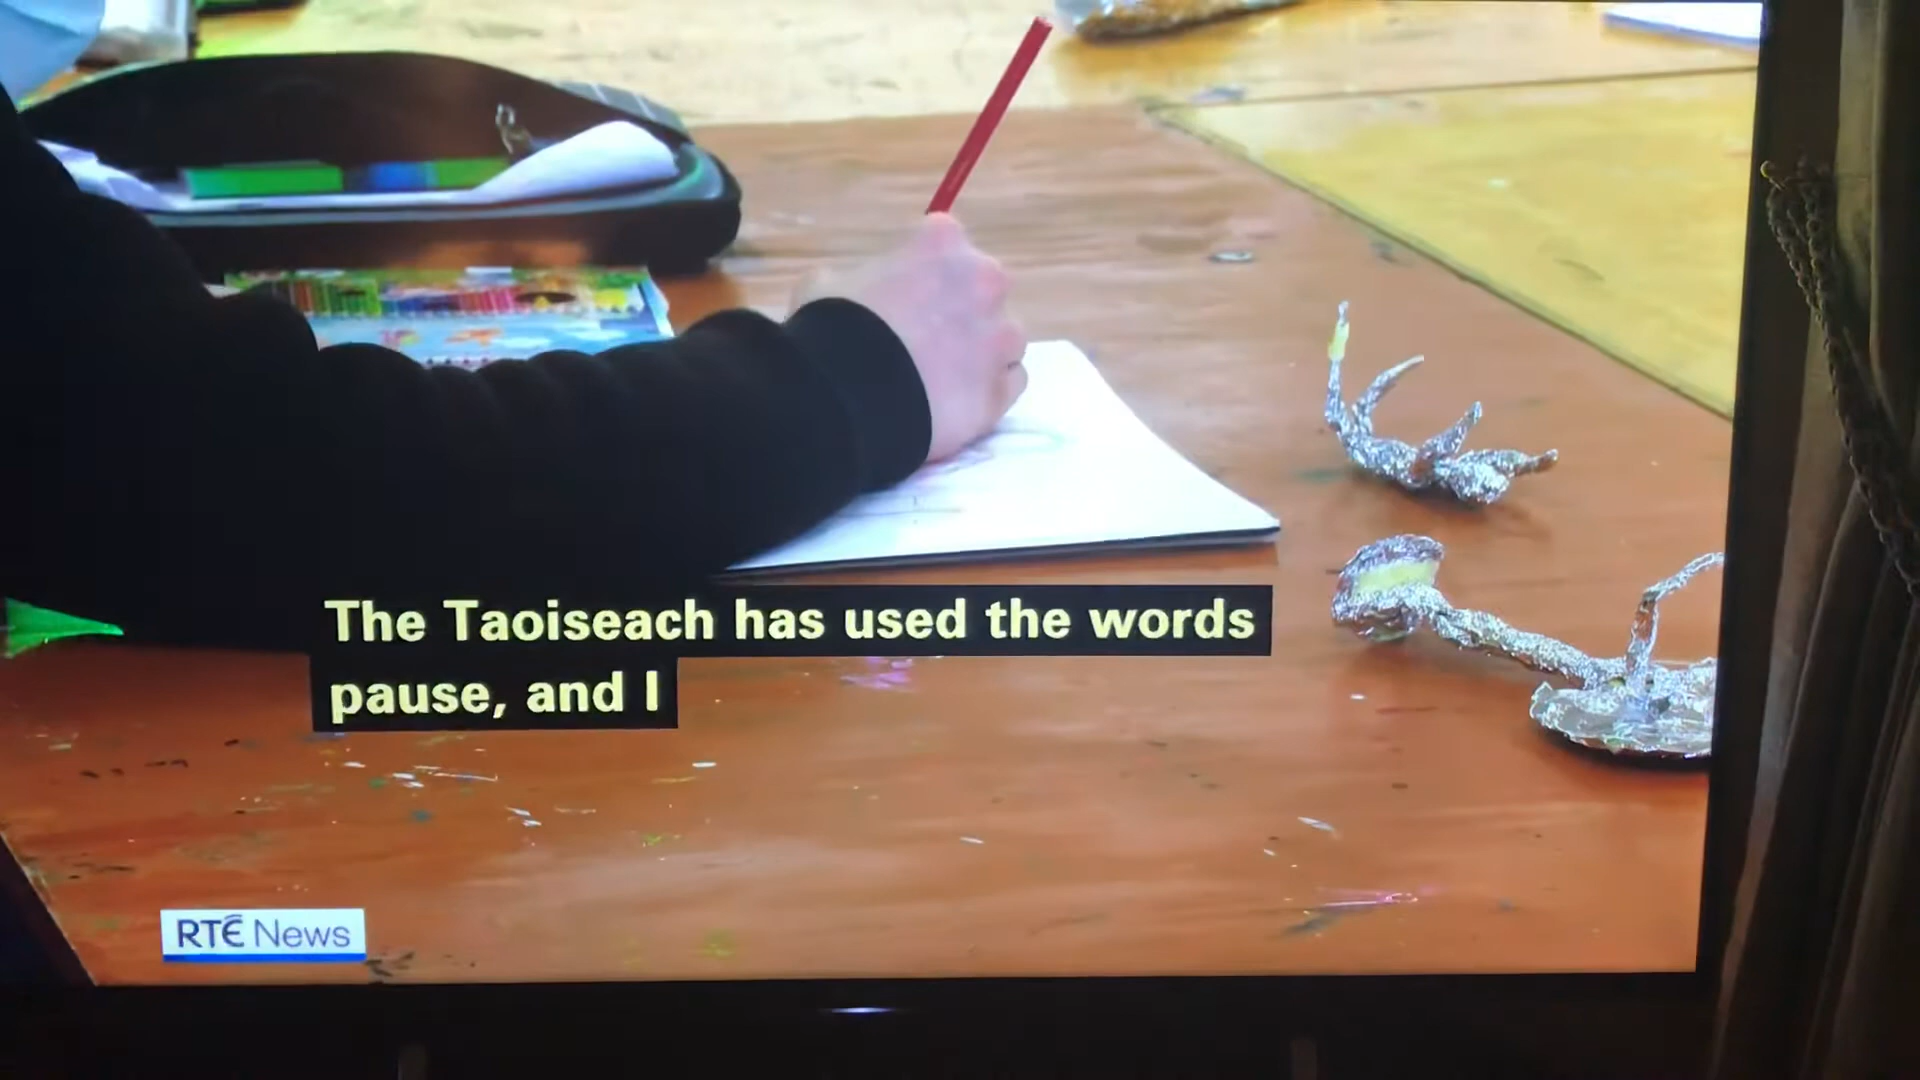 The Taoiseach has used the words
pause, and I
RTÉ News